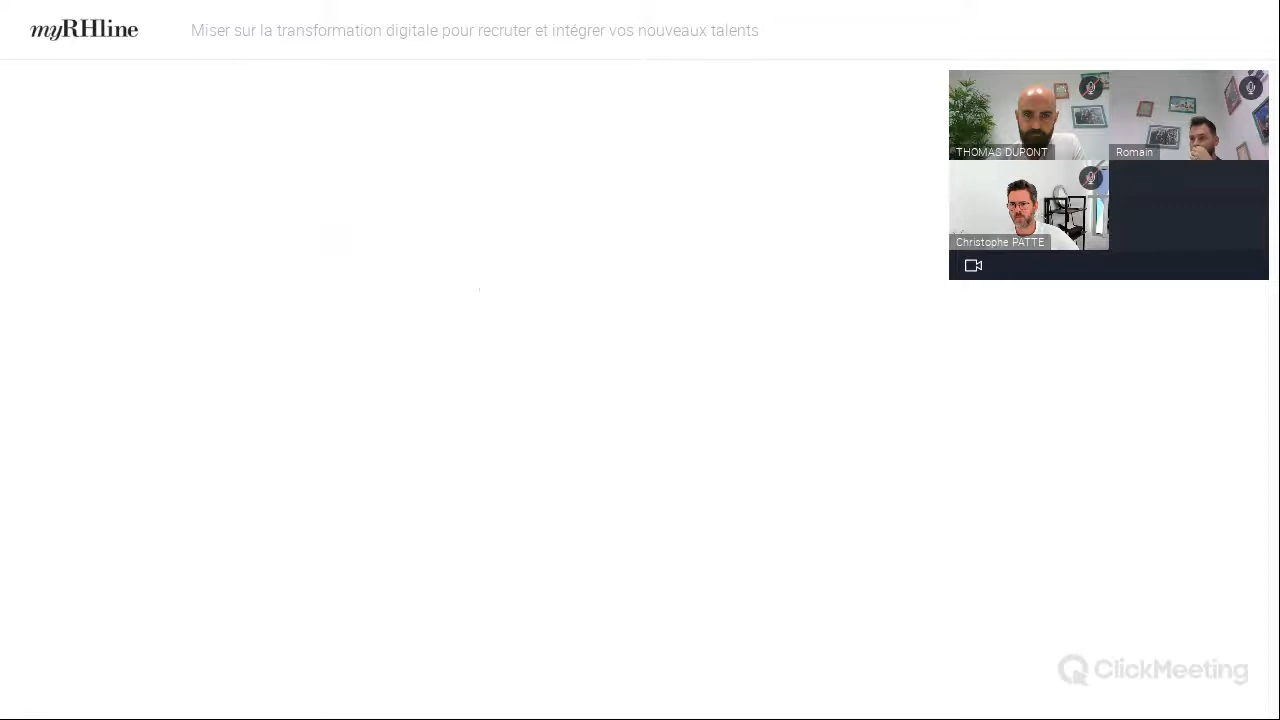 myRHline
Miser sur la transformation digitale pour recruter et intégrer vos nouveaux talents
THOMAS DUPONT
Romain
Christophe PATTE
ClickMeeting